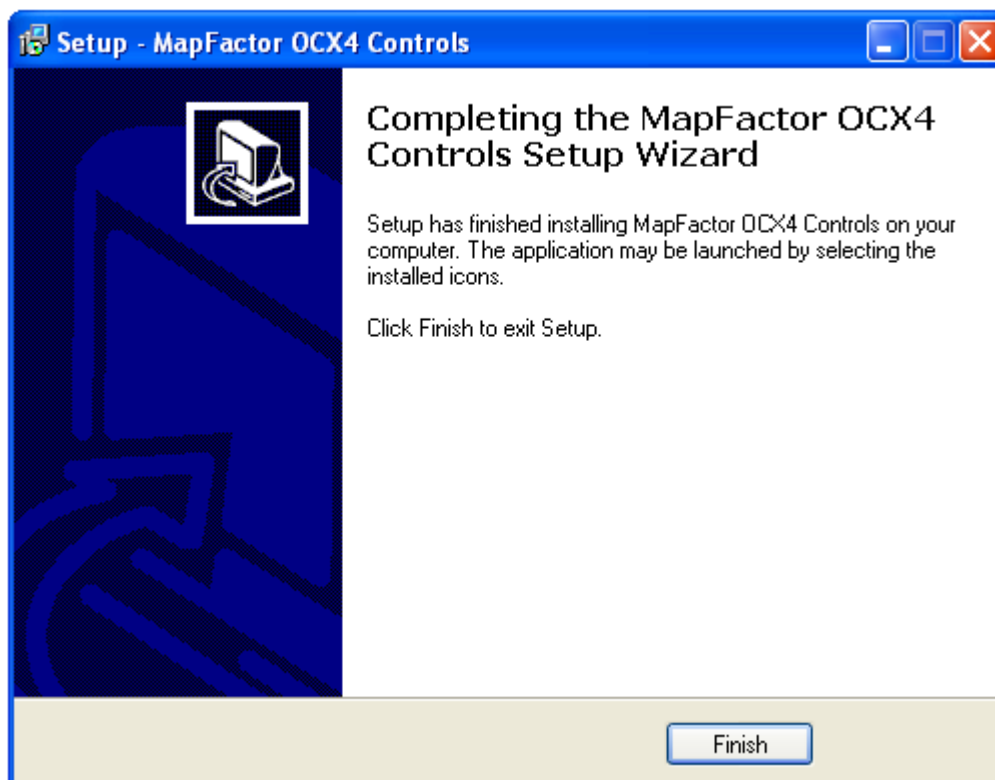 Setup - MapFactor OCX4 Controls
Completing the MapFactor OCX4
Controls Setup Wizard
Setup has finished installing MapFactor OCX4 Controls on your
computer. The application may be launched by selecting the
installed icons.
Click Finish to exit Setup.
Finish